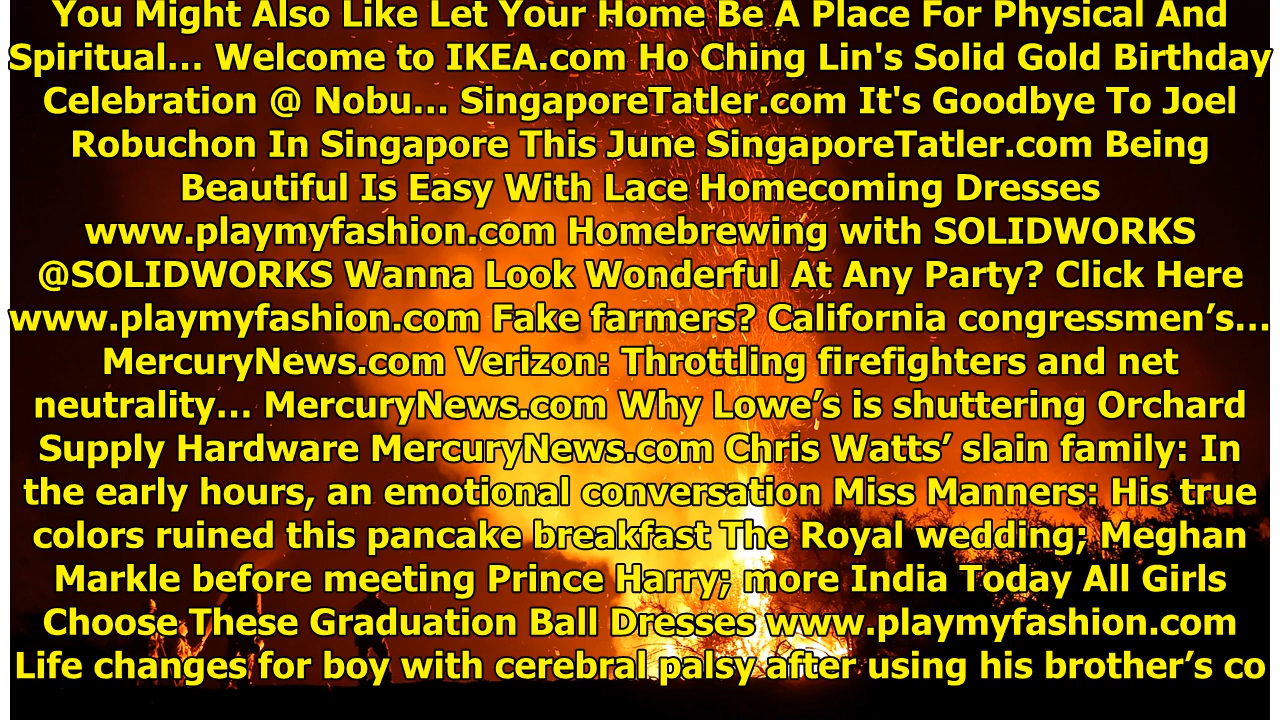 You Might Also Like Let Your Home Be A Place For Physical And
Spiritual... Welcome to IKEA.com Ho Ching Lin's Solid Gold Birthday
Celebration @ Nobu... SingaporeTatler.com It's Goodbye To Joel
Robuchon In Singapore This June SingaporeTatler.com Being
Beautiful Is Easy With Lace Homecoming Dresses
www.playmyfashion.com Homebrewing with SOLIDWORKS
@SOLIDWORKS Wanna Look Wonderful At Any Party? Click Here
www.playmyfashion.com Fake farmers? California congressmen’s...
MercuryNews.com Verizon: Throttling firefighters and net
neutrality... MercuryNews.com Why Lowe’s is shuttering Orchard
Supply Hardware MercuryNews.com Chris Watts’ slain family: In
the early hours, an emotional conversation Miss Manners: His true
colors ruined this pancake breakfast The Royal wedding; Meghan
Markle before meeting Prince Harry; more India Today All Girls
Choose These Graduation Ball Dresses www.playmyfashion.com
Life changes for boy with cerebral palsy after using his brother’s co